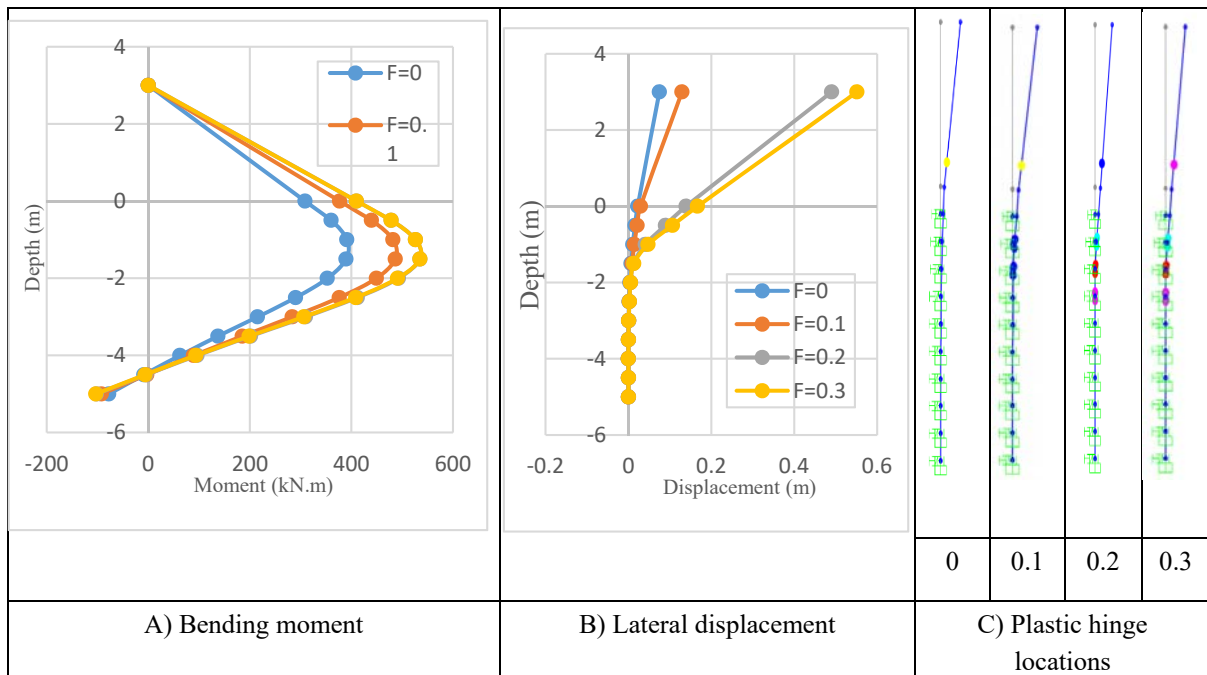 4
2
0
-2
-4
-6
-200
0
200
400
600
Depth (m)
Moment (kN.m)
F=0
F=0.
1
4
2
0
-2
-4
-6
-0.2
0
0.2
0.4
0.6
Depth (m)
Displacement (m)
F=0
F=0.1
F=0.2
F=0.3
0
0.1
0.2
0.3
A) Bending moment
B) Lateral displacement
C) Plastic hinge
locations